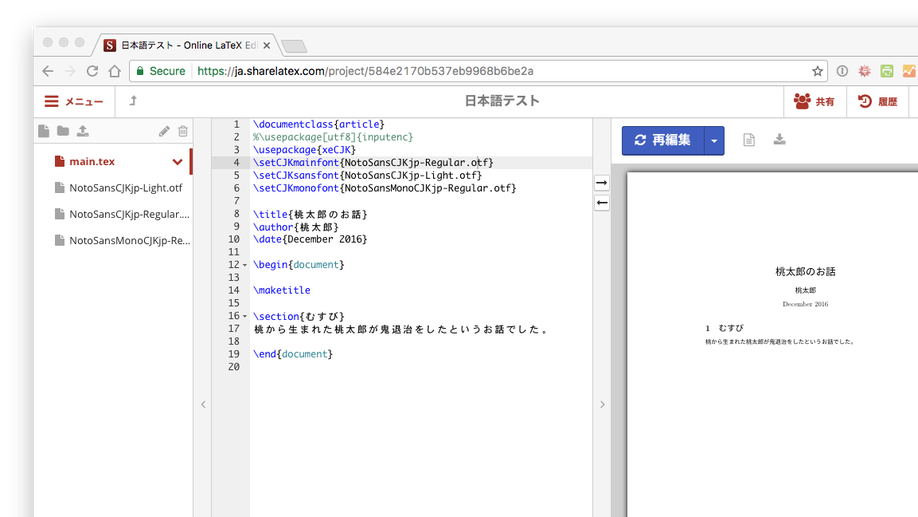 日本語テスト - Online LaTeX Edi
Secure https://ja.sharelatex.com/project/584e2170b537eb9968b6be2a
メニュー
日本語テスト
共有
履歴
main.tex
NotoSansCJKjp-Light.otf
NotoSansCJKjp-Regular....
NotoSansMonoCJKjp-Re...
1 \documentclass{article}
2 %\usepackage[utf8]{inputenc}
3 \usepackage{xeCJK}
4 \setCJKmainfont{NotoSansCJKjp-Regular.otf}
5 \setCJKsansfont{NotoSansCJKjp-Light.otf}
6 \setCJKmonofont{NotoSansMonoCJKjp-Regular.otf}
7
8 \title{桃太郎のお話}
9 \author{桃太郎}
10 \date{December 2016}
11
12 \begin{document}
13
14 \maketitle
15
16 \section{むすび}
17 桃から生まれた桃太郎が鬼退治をしたというお話でした。
18
19 \end{document}
20
再編集
桃太郎のお話
桃太郎
December 2016
1 むすび
桃から生まれた桃太郎が鬼退治をしたというお話でした。